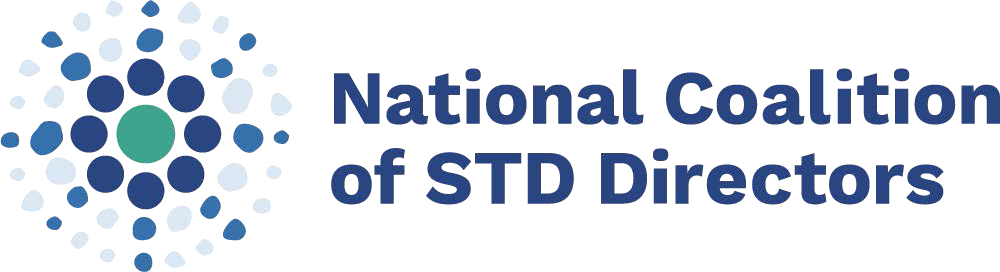 National Coalition
of STD Directors